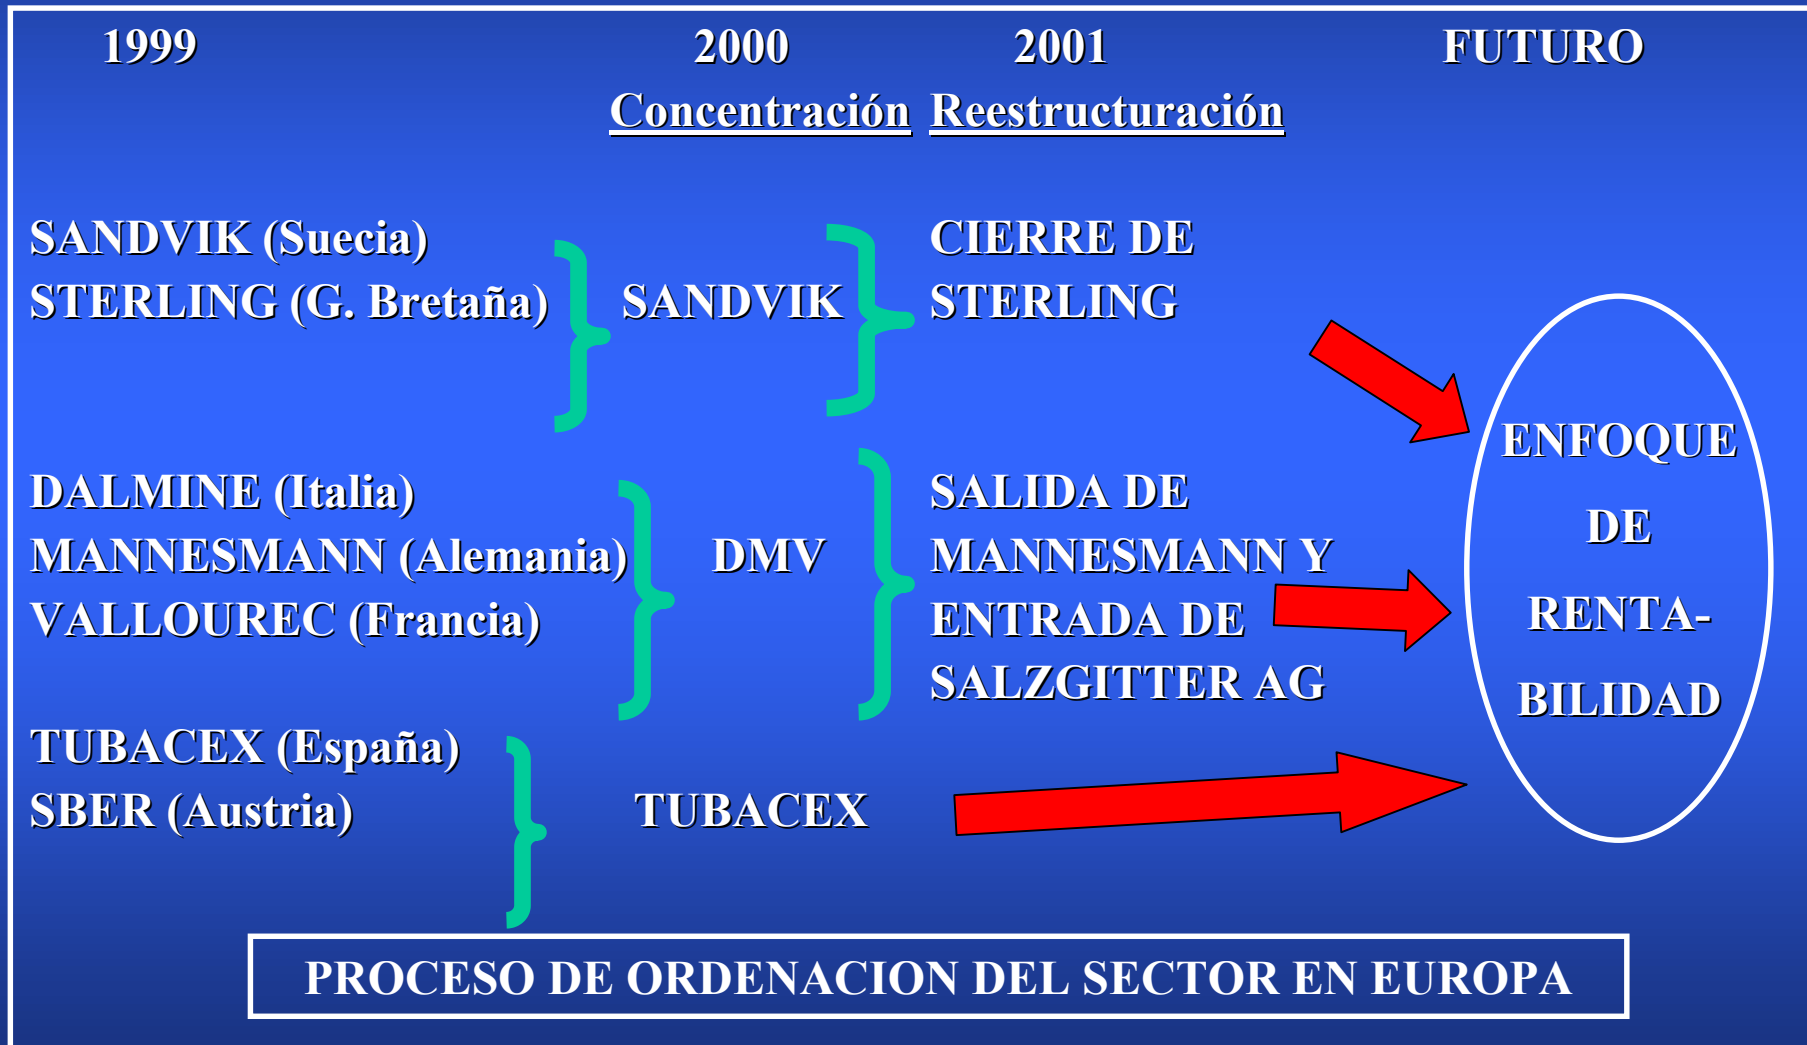 1999 2000 2001 FUTURO
Concentración Reestructuración
SANDVIK (Suecia) CIERRE DE
STERLING (G. Bretaña) SANDVIK STERLING
DALMINE (Italia) SALIDA DE
MANNESMANN (Alemania) DMV MANNESMANN Y
VALLOUREC (Francia) ENTRADA DE
SALZGITTER AG
TUBACEX (España)
SBER (Austria) TUBACEX
ENFOQUE
DE
RENTA-
BILIDAD
PROCESO DE ORDENACION DEL SECTOR EN EUROPA